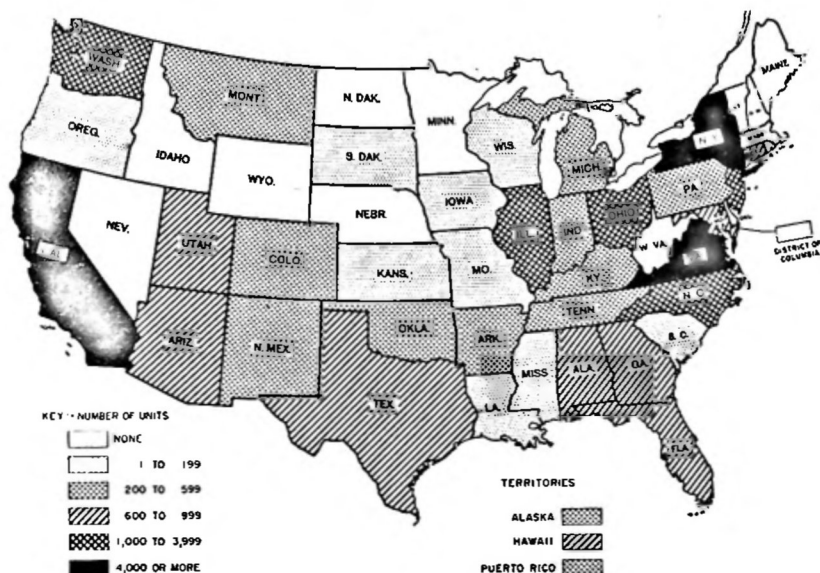 WASH
MONT.
N. DAK.
MINN.
MAINE
OREG.
IDAHO
S. DAK.
WIS.
MICH.
N.Y.
WYO.
IOWA
PA.
NEBR.
NEV.
UTAH
COLO.
ILL.
IND
OHIO
W. VA.
DISTRICT OF
COLUMBIA
CAL.
KANS.
MO.
KY
N. C.
TENN
ARIZ.
N. MEX.
OKLA.
ARK.
S. C.
MISS
ALA.
GA.
TEX.
LA.
FLA.
KEY - NUMBER OF UNITS
NONE
1 TO 199
200 TO 599
600 TO 999
1,000 TO 3,999
4,000 OR MORE
TERRITORIES
ALASKA
HAWAII
PUERTO RICO